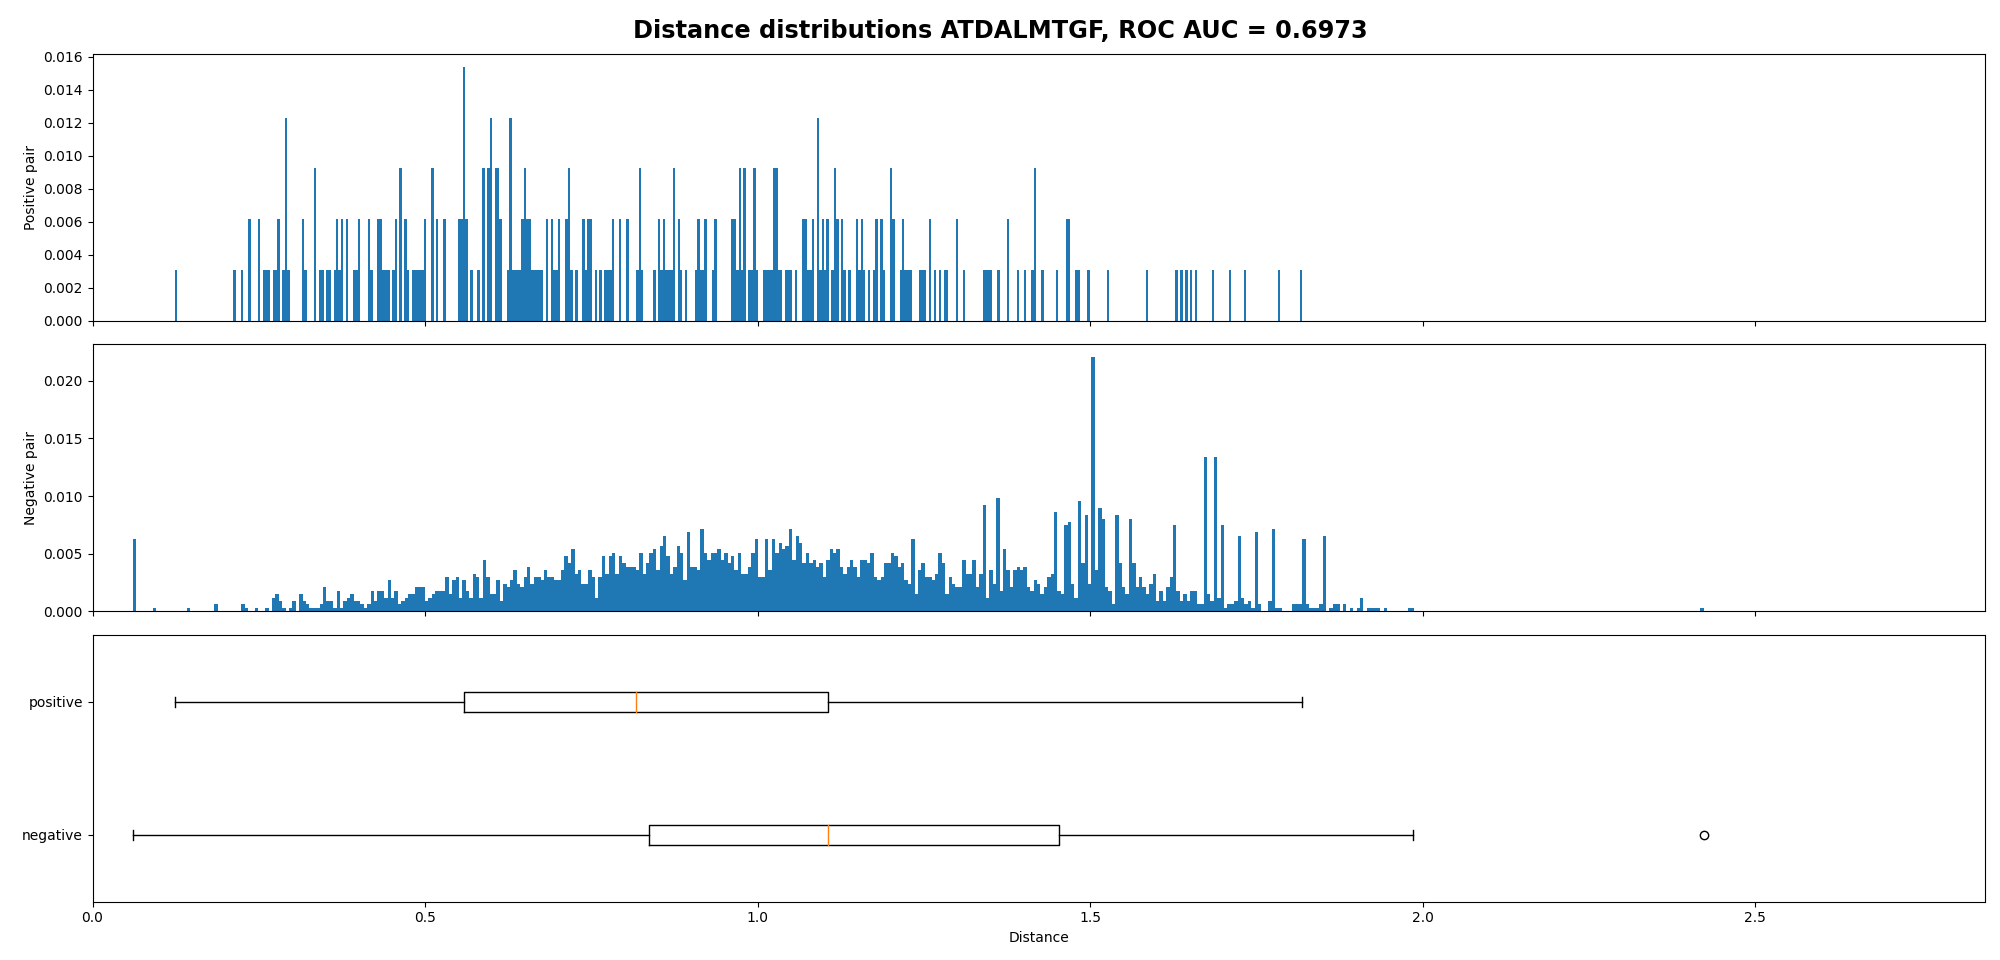 Distance distributions ATDALMTGF, ROC AUC = 0.6973
0.016
0.014
0.012
0.010
0.008
0.006
0.004
0.002
0.000
Positive pair
0.020
0.015
0.010
0.005
0.000
Negative pair
positive
negative
0.0 0.5 1.0 1.5 2.0 2.5
Distance